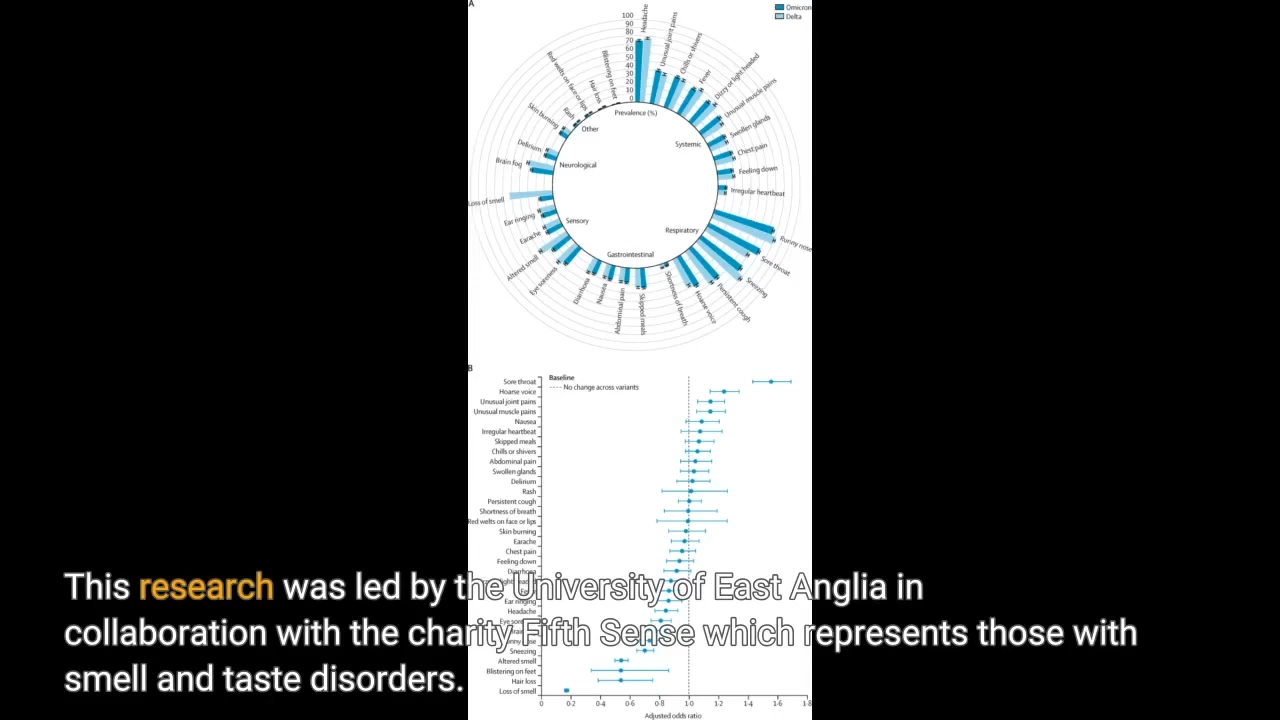 A
Omicron
Delta
100
90
80
70
60
50
40
30
20
10
0
Prevalence (%)
Headache
Unusual joint pains
Chills or shivers
Fever
Dizzy or light headed
Unusual muscle pains
Swollen glands
Chest pain
Feeling down
Irregular heartbeat
Systemic
Runny nose
Sore throat
Sneezing
Persistent cough
Hoarse voice
Shortness of breath
Respiratory
Skipped meals
Abdominal pain
Nausea
Diarrhoea
Gastrointestinal
Eye soreness
Altered smell
Earache
Ear ringing
Loss of smell
Sensory
Brain fog
Delirium
Neurological
Skin burning
Rash
Red welts on face or lips
Hair loss
Blistering on feet
Other
B
Baseline
No change across variants
Sore throat
Hoarse voice
Unusual joint pains
Unusual muscle pains
Nausea
Irregular heartbeat
Skipped meals
Chills or shivers
Abdominal pain
Swollen glands
Delirium
Rash
Persistent cough
Shortness of breath
Red welts on face or lips
Skin burning
Earache
Chest pain
Feeling down
Diarrhoea
Ear ringing
Headache
Sneezing
Altered smell
Blistering on feet
Hair loss
Loss of smell
0 0·2 0·4 0·6 0·8 1·0 1·2 1·4 1·6 1·8
Adjusted odds ratio
This research was led by the University of East Anglia in
collaboration with the charity Fifth Sense which represents those with
smell and taste disorders.